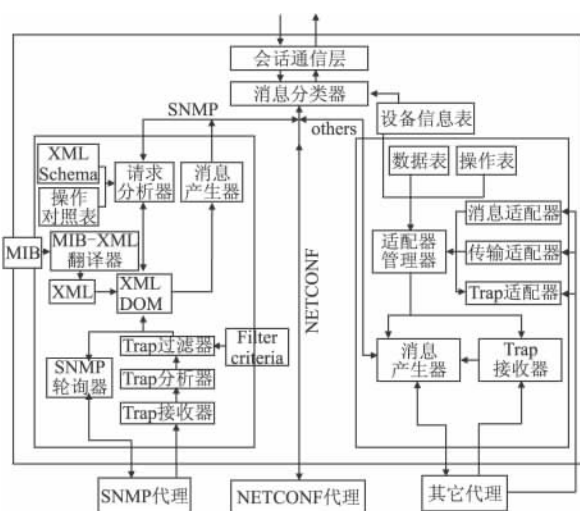 会话通信层
消息分类器
SNMP
others
设备信息表
XML
Schema
操作
对照表
请求
分析器
消息
产生器
数据表
操作表
MIB
MIB-XML
翻译器
XML
XML
DOM
NETCONF
适配器
管理器
消息适配器
传输适配器
Trap适配器
SNMP
轮询器
Trap过滤器
Filter
criteria
Trap分析器
Trap接收器
消息
产生器
Trap
接收器
SNMP代理
NETCONF代理
其它代理